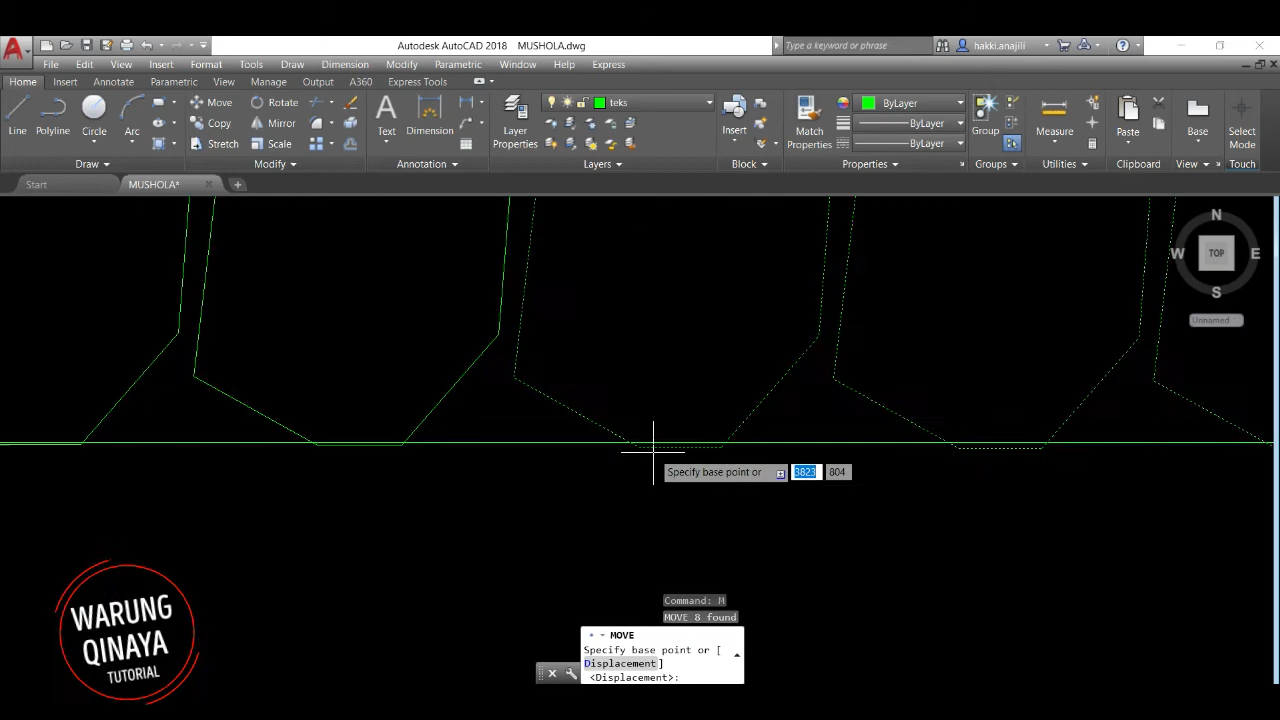 Autodesk AutoCAD 2018 MUSHOLA.dwg
Type a keyword or phrase
hakki.anajili
File Edit View Insert Format Tools Draw Dimension Modify Parametric Window Help Express
Home Insert Annotate Parametric View Manage Output A360 Express Tools
Line Polyline Circle Arc
Move Rotate
Copy Mirror
Stretch Scale
Text Dimension
Layer Properties
teks
Insert
Match Properties
ByLayer
ByLayer
ByLayer
Group
Measure
Paste
Base
Select Mode
Draw Modify Annotation Layers Block Properties Groups Utilities Clipboard View Touch
Start MUSHOLA*
N
W TOP E
S
Unnamed
Specify base point or 3823 804
WARUNG
QINAYA
TUTORIAL
Command: M
MOVE 8 found
MOVE
Specify base point or [
Displacement]
<Displacement>: